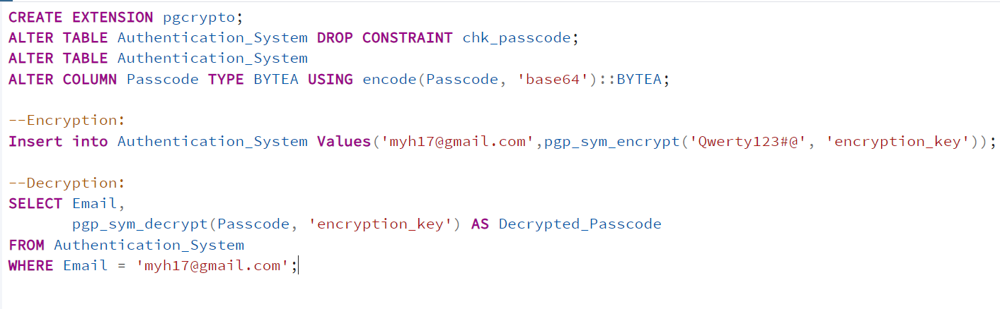 CREATE EXTENSION pgcrypto;
ALTER TABLE Authentication_System DROP CONSTRAINT chk_passcode;
ALTER TABLE Authentication_System
ALTER COLUMN Passcode TYPE BYTEA USING encode(Passcode, 'base64')::BYTEA;
--Encryption:
Insert into Authentication_System Values('myh17@gmail.com',pgp_sym_encrypt('Qwerty123#@', 'encryption_key'));
--Decryption:
SELECT Email,
pgp_sym_decrypt(Passcode, 'encryption_key') AS Decrypted_Passcode
FROM Authentication_System
WHERE Email = 'myh17@gmail.com';